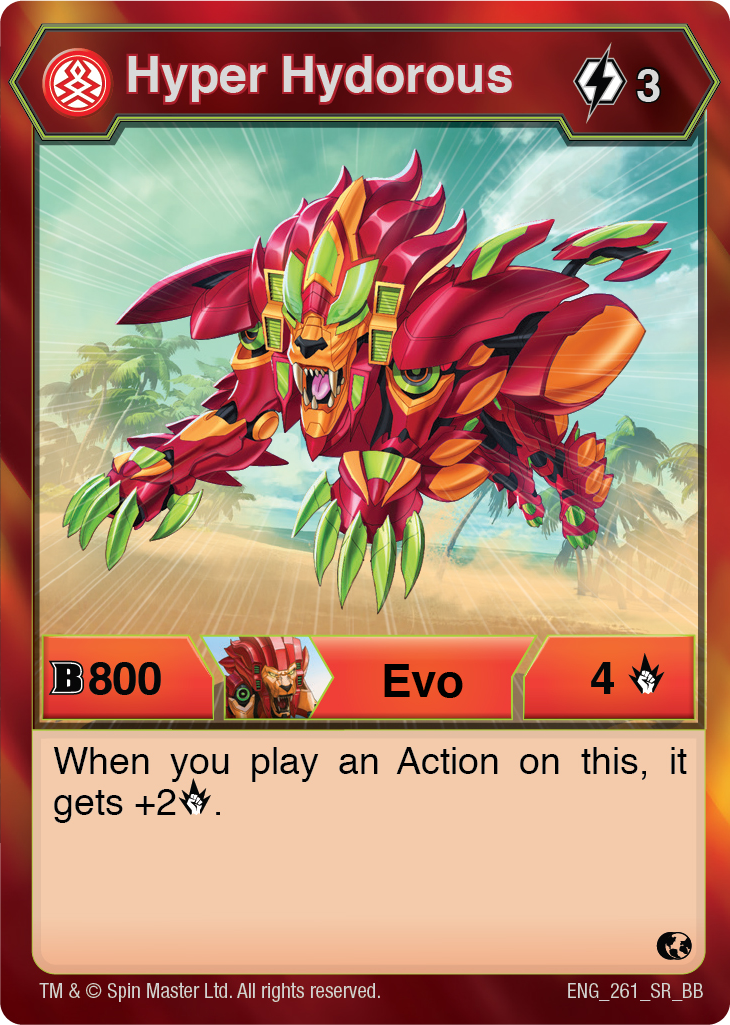 Hyper Hydorous
3
B 800
Evo
4
When you play an Action on this, it
gets +2.
TM & © Spin Master Ltd. All rights reserved.
ENG_261_SR_BB